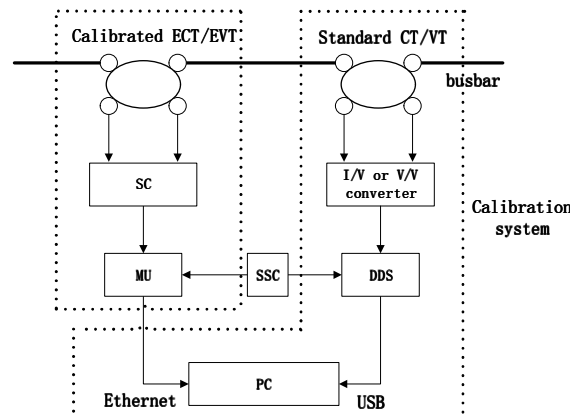 Calibrated ECT/EVT
Standard CT/VT
busbar
SC
I/V or V/V
converter
Calibration
system
MU
SSC
DDS
PC
Ethernet
USB